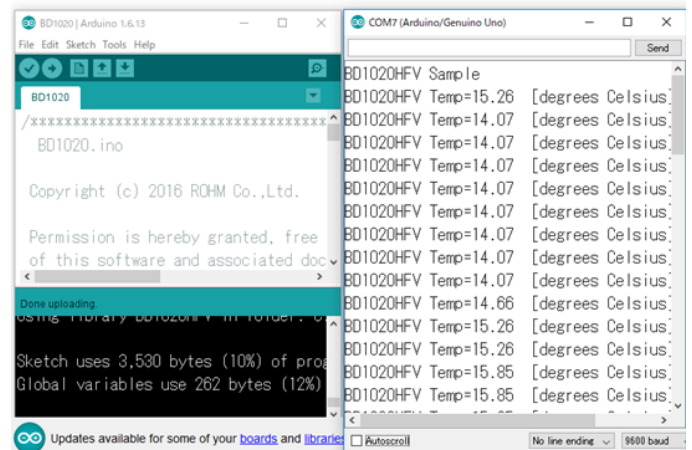 BD1020 | Arduino 1.6.13
File Edit Sketch Tools Help
BD1020
/***********************************
BD1020.ino
Copyright (c) 2016 ROHM Co.,Ltd.
Permission is hereby granted, free
of this software and associated doc
Done uploading.
Using library BD1020HFV in folder:
Sketch uses 3,530 bytes (10%) of prog
Global variables use 262 bytes (12%)
Updates available for some of your boards and libraries
COM7 (Arduino/Genuino Uno)
Send
BD1020HFV Sample
BD1020HFV Temp=15.26 [degrees Celsius]
BD1020HFV Temp=14.07 [degrees Celsius]
BD1020HFV Temp=14.07 [degrees Celsius]
BD1020HFV Temp=14.07 [degrees Celsius]
BD1020HFV Temp=14.07 [degrees Celsius]
BD1020HFV Temp=14.07 [degrees Celsius]
BD1020HFV Temp=14.07 [degrees Celsius]
BD1020HFV Temp=14.07 [degrees Celsius]
BD1020HFV Temp=14.07 [degrees Celsius]
BD1020HFV Temp=14.66 [degrees Celsius]
BD1020HFV Temp=15.26 [degrees Celsius]
BD1020HFV Temp=15.26 [degrees Celsius]
BD1020HFV Temp=15.85 [degrees Celsius]
BD1020HFV Temp=15.85 [degrees Celsius]
Autoscroll
No line ending
9600 baud